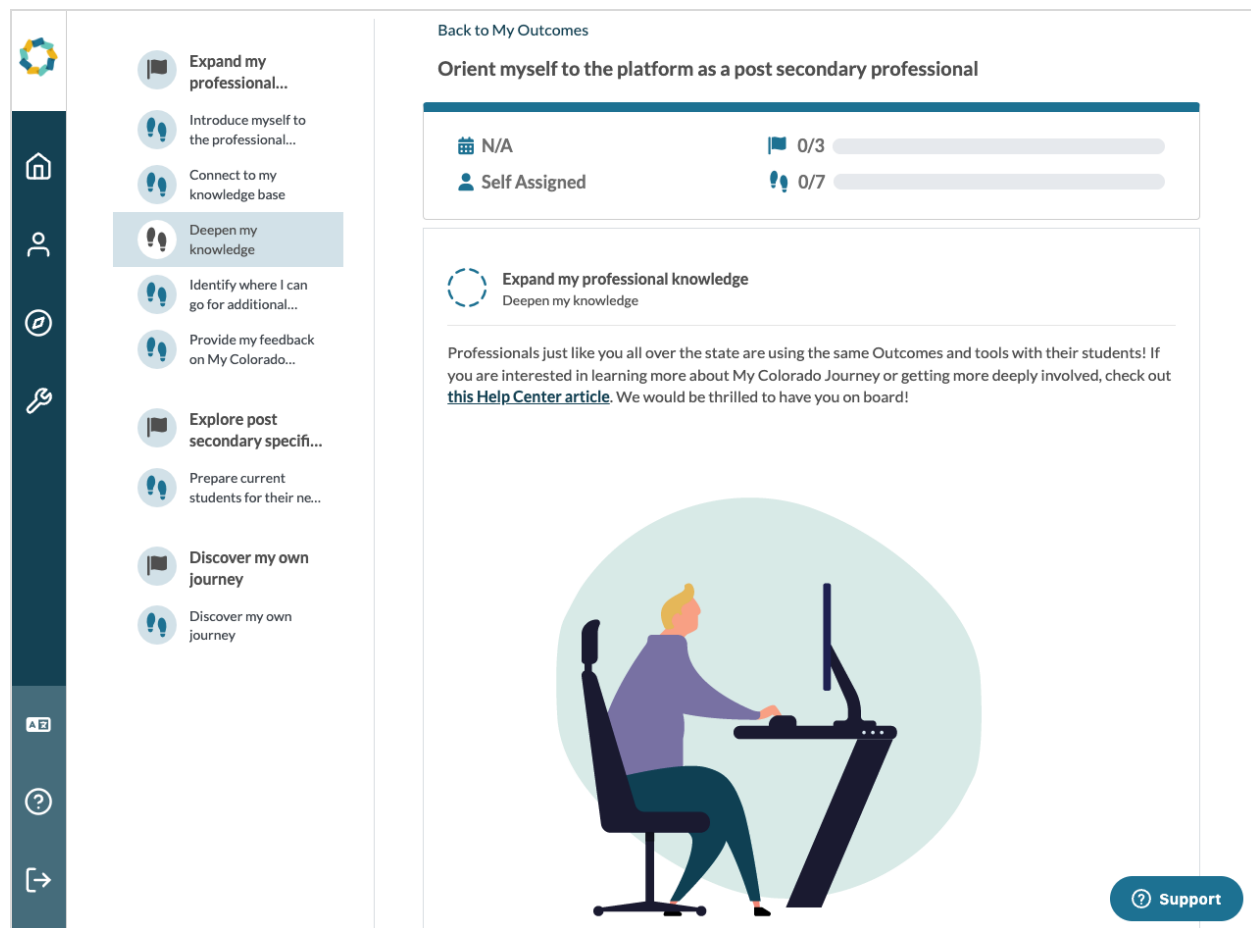 Back to My Outcomes
Orient myself to the platform as a post secondary professional
Expand my
professional...
Introduce myself to
the professional...
Connect to my
knowledge base
Deepen my
knowledge
Identify where I can
go for additional...
Provide my feedback
on My Colorado...
Explore post
secondary specifi...
Prepare current
students for their ne...
Discover my own
journey
Discover my own
journey
N/A
0/3
Self Assigned
0/7
Expand my professional knowledge
Deepen my knowledge
Professionals just like you all over the state are using the same Outcomes and tools with their students! If
you are interested in learning more about My Colorado Journey or getting more deeply involved, check out
this Help Center article. We would be thrilled to have you on board!
A Z
Support